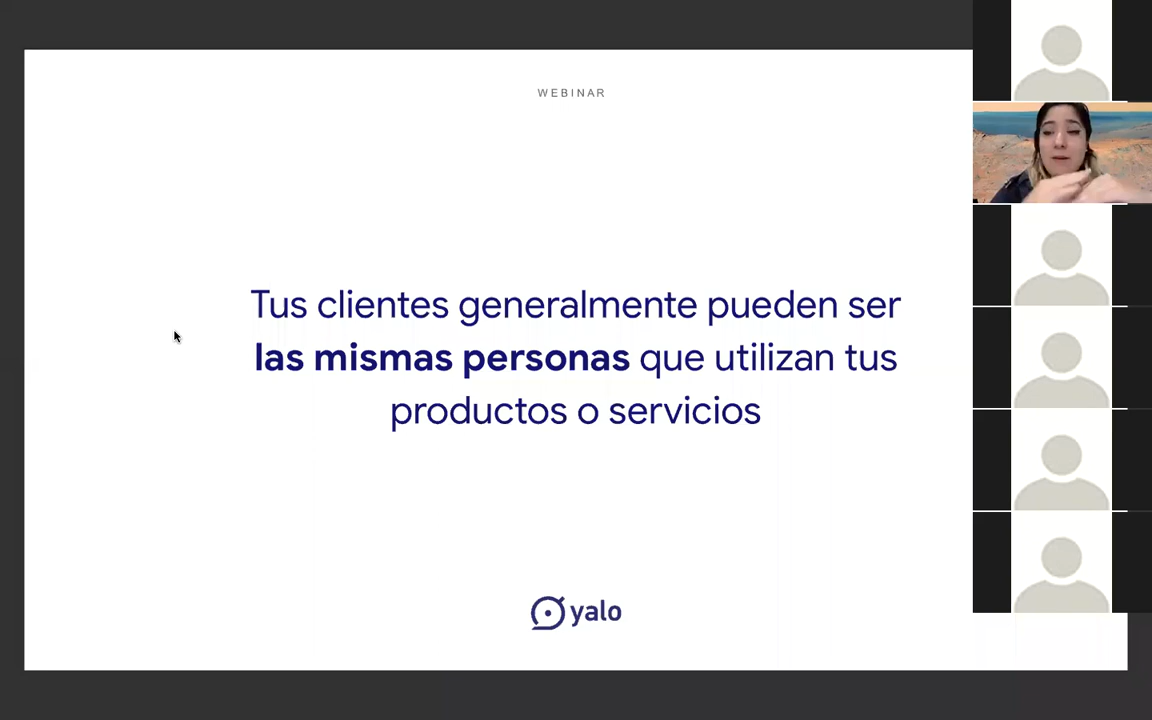 WEBINAR
Tus clientes generalmente pueden ser
las mismas personas que utilizan tus
productos o servicios
yalo